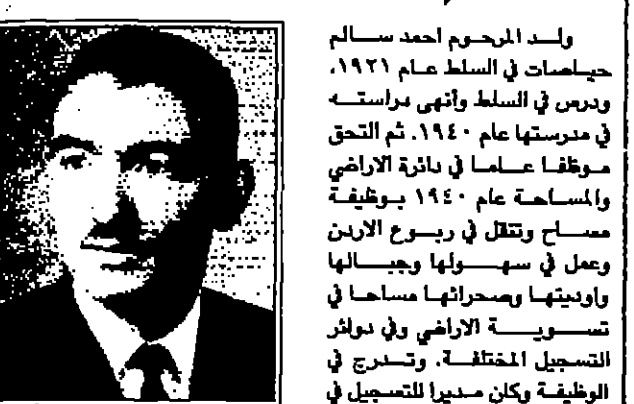 ولد المرحوم احمد سالم
حياصات في السلط عام ١٩٢١،
ودرس في السلط وأنهى دراسته
في مدرستها عام ١٩٤٠. ثم التحق
موظفا عاما في دائرة الاراضي
والمساحة عام ١٩٤٠ بوظيفة
مساح وتنقل في ربوع الاردن
وعمل في سهولها وجبالها
واوديتها وصحرائها مساحا في
تسوية الاراضي وفي دوائر
التسجيل المختلفة. وتدرج في
الوظيفة وكان مديرا للتسجيل في